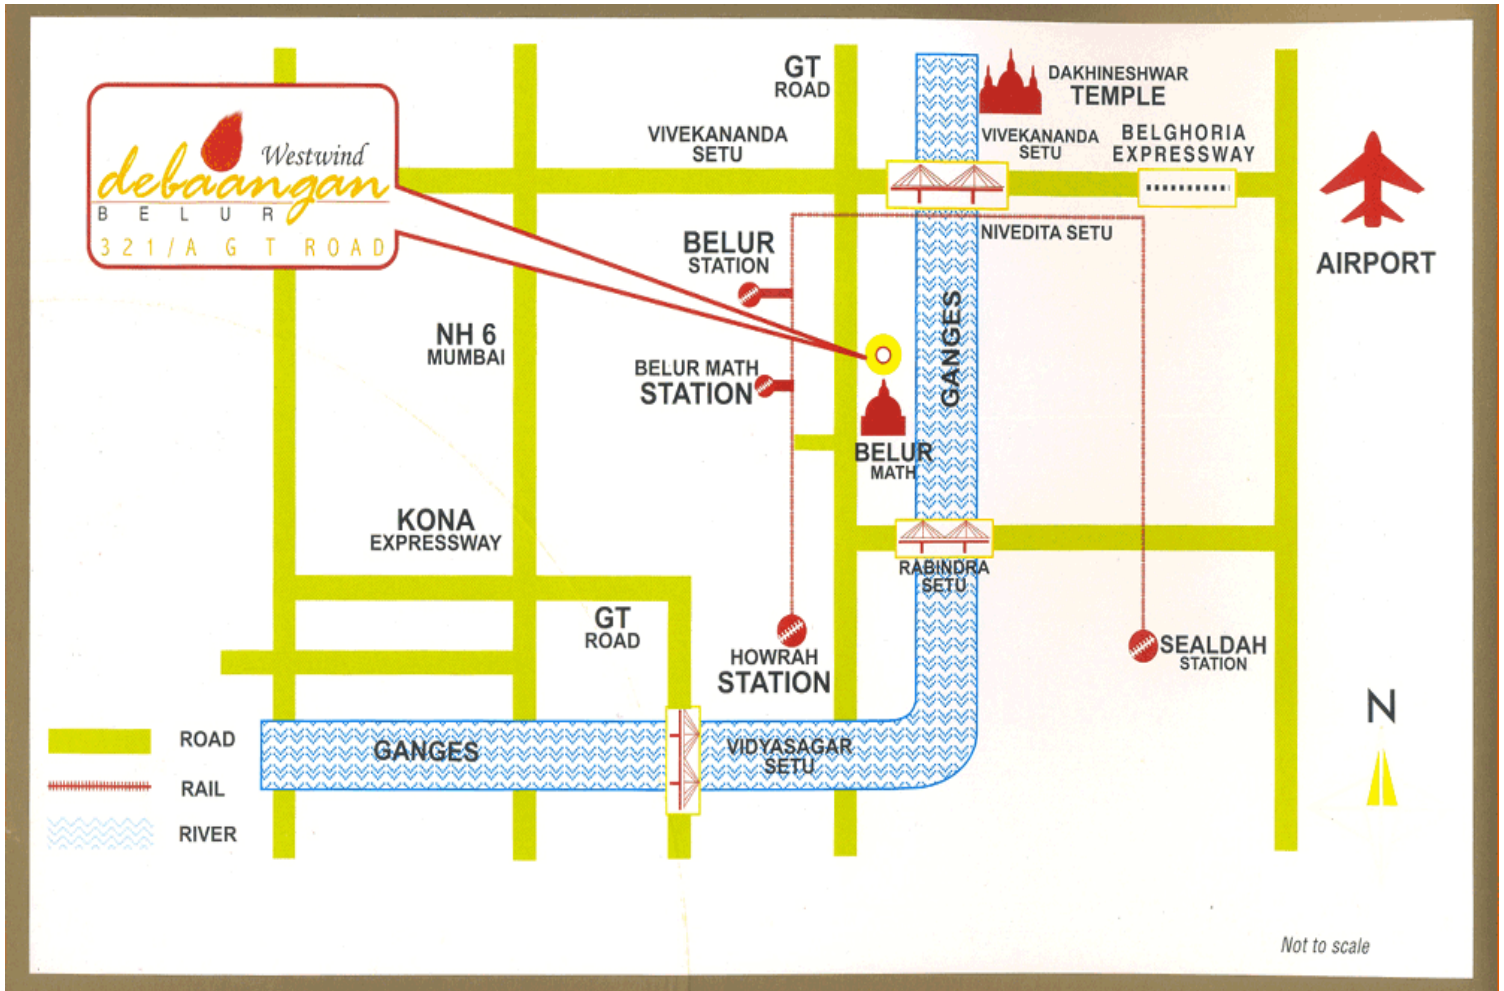 GT
ROAD
DAKHINESHWAR
TEMPLE
VIVEKANANDA
SETU
VIVEKANANDA
SETU
BELGHORIA
EXPRESSWAY
Westwind
debaangan
BELUR
321/A G T ROAD
NIVEDITA SETU
BELUR
STATION
AIRPORT
GANGES
NH 6
MUMBAI
BELUR MATH
STATION
BELUR
MATH
KONA
EXPRESSWAY
RABINDRA
SETU
GT
ROAD
HOWRAH
STATION
SEALDAH
STATION
N
ROAD
RAIL
RIVER
GANGES
VIDYASAGAR
SETU
Not to scale